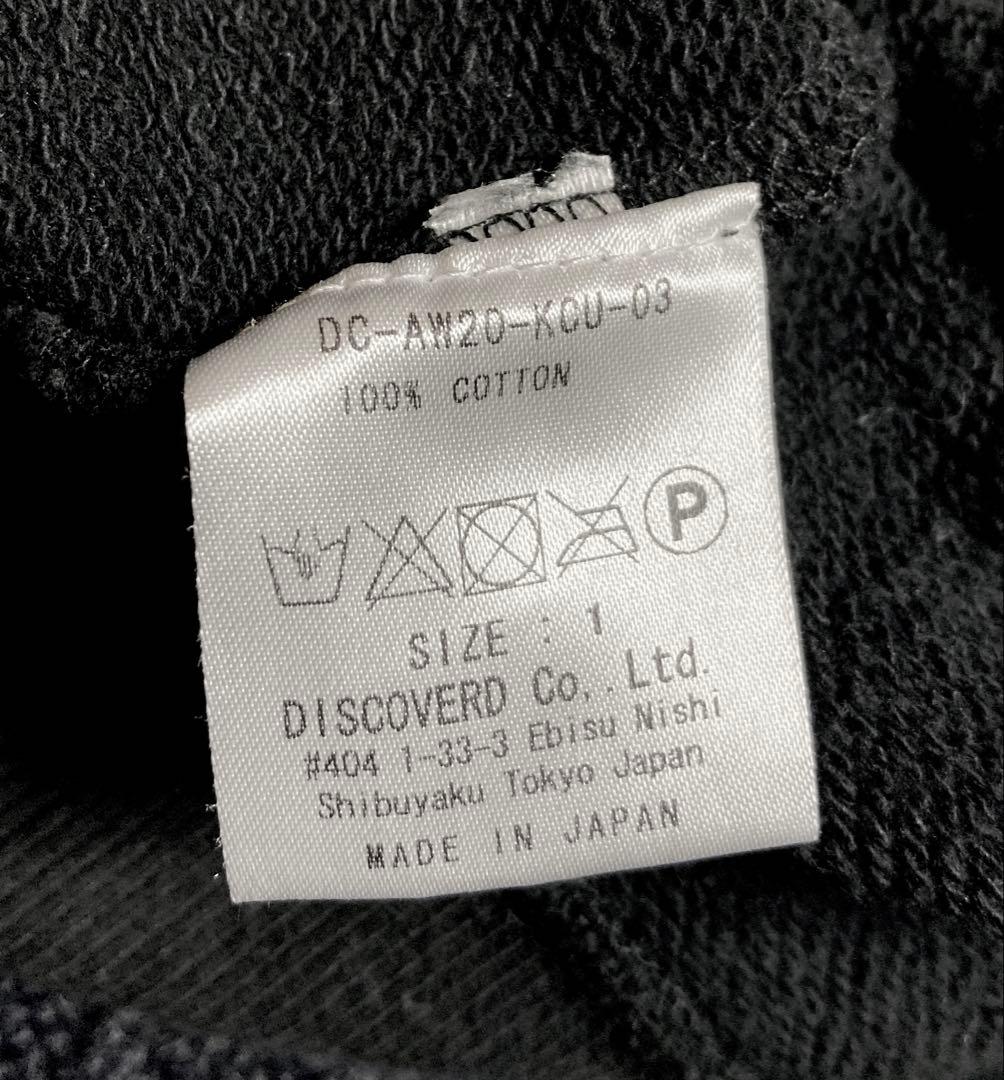 DC-AW20-KCU-03
100% COTTON
P
SIZE : 1
DISCOVERD Co,.Ltd.
#404 1-33-3 Ebisu Nishi
Shibuyaku Tokyo Japan
MADE IN JAPAN